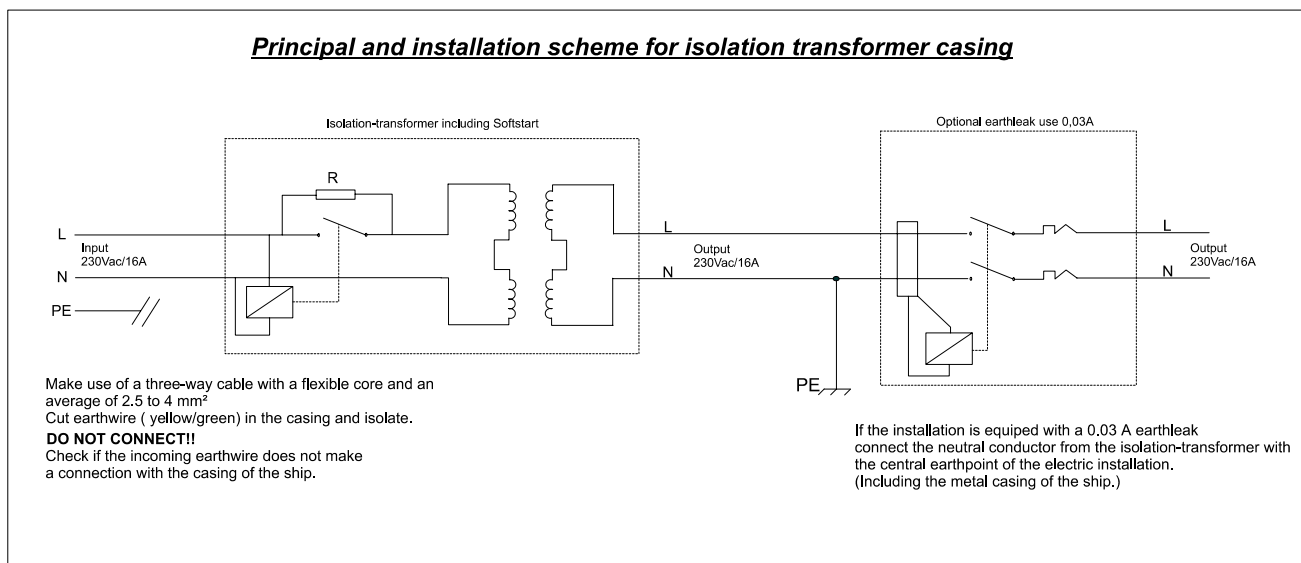 Principal and installation scheme for isolation transformer casing
Isolation-transformer including Softstart
Optional earthleak use 0,03A
R
L
Input
230Vac/16A
N
PE
L
Output
230Vac/16A
N
PE
L
Output
230Vac/16A
N
Make use of a three-way cable with a flexible core and an
average of 2.5 to 4 mm²
Cut earthwire ( yellow/green) in the casing and isolate.
DO NOT CONNECT!!
Check if the incoming earthwire does not make
a connection with the casing of the ship.
If the installation is equiped with a 0,03 A earthleak
connect the neutral conductor from the isolation-transformer with
the central earthpoint of the electric installation.
(Including the metal casing of the ship.)